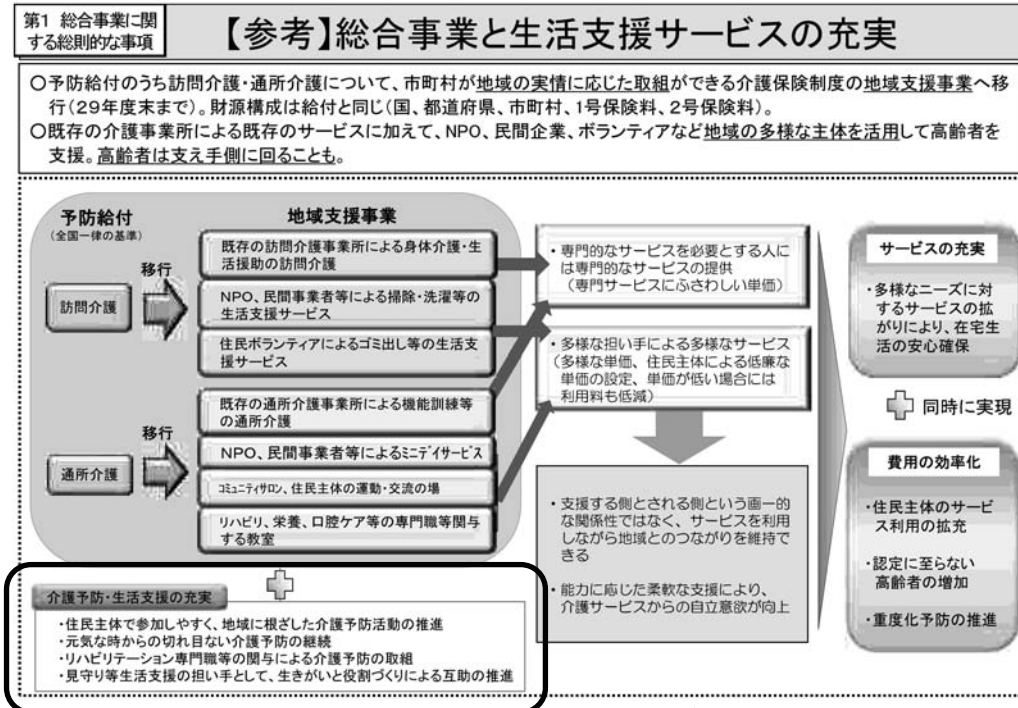 第1 総合事業に関
する総則的な事項
【参考】総合事業と生活支援サービスの充実
○予防給付のうち訪問介護・通所介護について、市町村が地域の実情に応じた取組ができる介護保険制度の地域支援事業へ移
行(29年度末まで)。財源構成は給付と同じ(国、都道府県、市町村、1号保険料、2号保険料)。
○既存の介護事業所による既存のサービスに加えて、NPO、民間企業、ボランティアなど地域の多様な主体を活用して高齢者を
支援。高齢者は支え手側に回ることも。
予防給付
(全国一律の基準)
地域支援事業
移行
訪問介護
既存の訪問介護事業所による身体介護・生
活援助の訪問介護
NPO、民間事業者等による掃除・洗濯等の
生活支援サービス
住民ボランティアによるゴミ出し等の生活支
援サービス
移行
通所介護
既存の通所介護事業所による機能訓練等
の通所介護
NPO、民間事業者等によるミニデイサービス
コミュニティサロン、住民主体の運動・交流の場
リハビリ、栄養、口腔ケア等の専門職等関与
する教室
・専門的なサービスを必要とする人に
は専門的なサービスの提供
(専門サービスにふさわしい単価)
・多様な担い手による多様なサービス
(多様な単価、住民主体による低廉な
単価の設定、単価が低い場合には
利用料も低減)
・支援する側とされる側という画一的
な関係性ではなく、サービスを利用
しながら地域とのつながりを維持で
きる
・能力に応じた柔軟な支援により、
介護サービスからの自立意欲が向上
サービスの充実
・多様なニーズに対
するサービスの拡
がりにより、在宅生
活の安心確保
同時に実現
費用の効率化
・住民主体のサービ
ス利用の拡充
・認定に至らない
高齢者の増加
・重度化予防の推進
介護予防・生活支援の充実
・住民主体で参加しやすく、地域に根ざした介護予防活動の推進
・元気な時からの切れ目ない介護予防の継続
・リハビリテーション専門職等の関与による介護予防の取組
・見守り等生活支援の担い手として、生きがいと役割づくりによる互助の推進